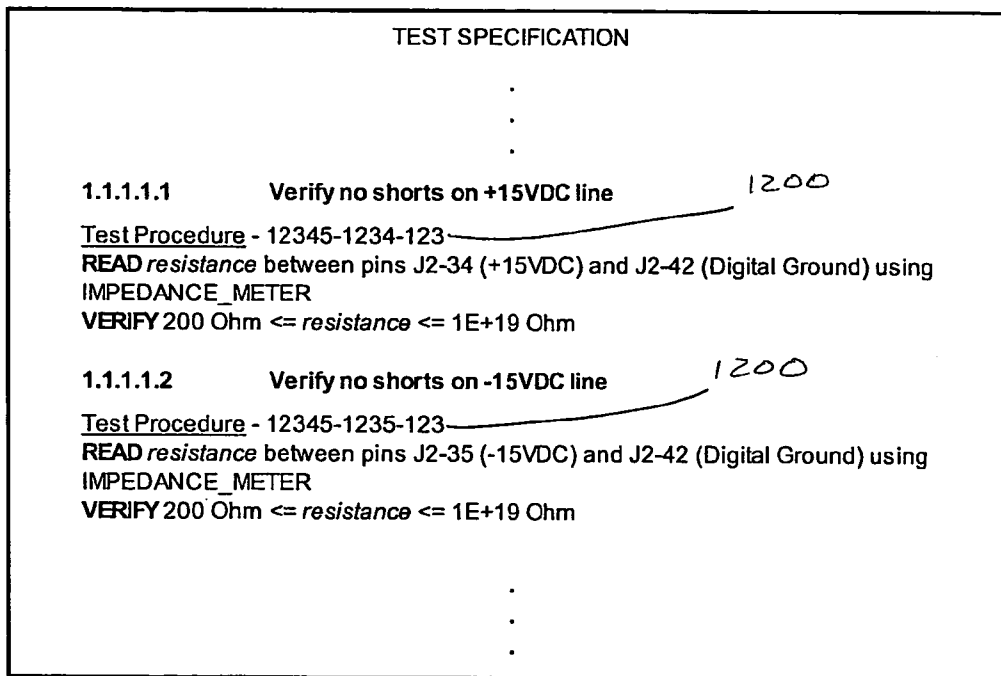 TEST SPECIFICATION
.
.
.
1.1.1.1.1 Verify no shorts on +15VDC line 1200
Test Procedure - 12345-1234-123
READ resistance between pins J2-34 (+15VDC) and J2-42 (Digital Ground) using
IMPEDANCE_METER
VERIFY 200 Ohm <= resistance <= 1E+19 Ohm
1.1.1.1.2 Verify no shorts on -15VDC line 1200
Test Procedure - 12345-1235-123
READ resistance between pins J2-35 (-15VDC) and J2-42 (Digital Ground) using
IMPEDANCE_METER
VERIFY 200 Ohm <= resistance <= 1E+19 Ohm
.
.
.